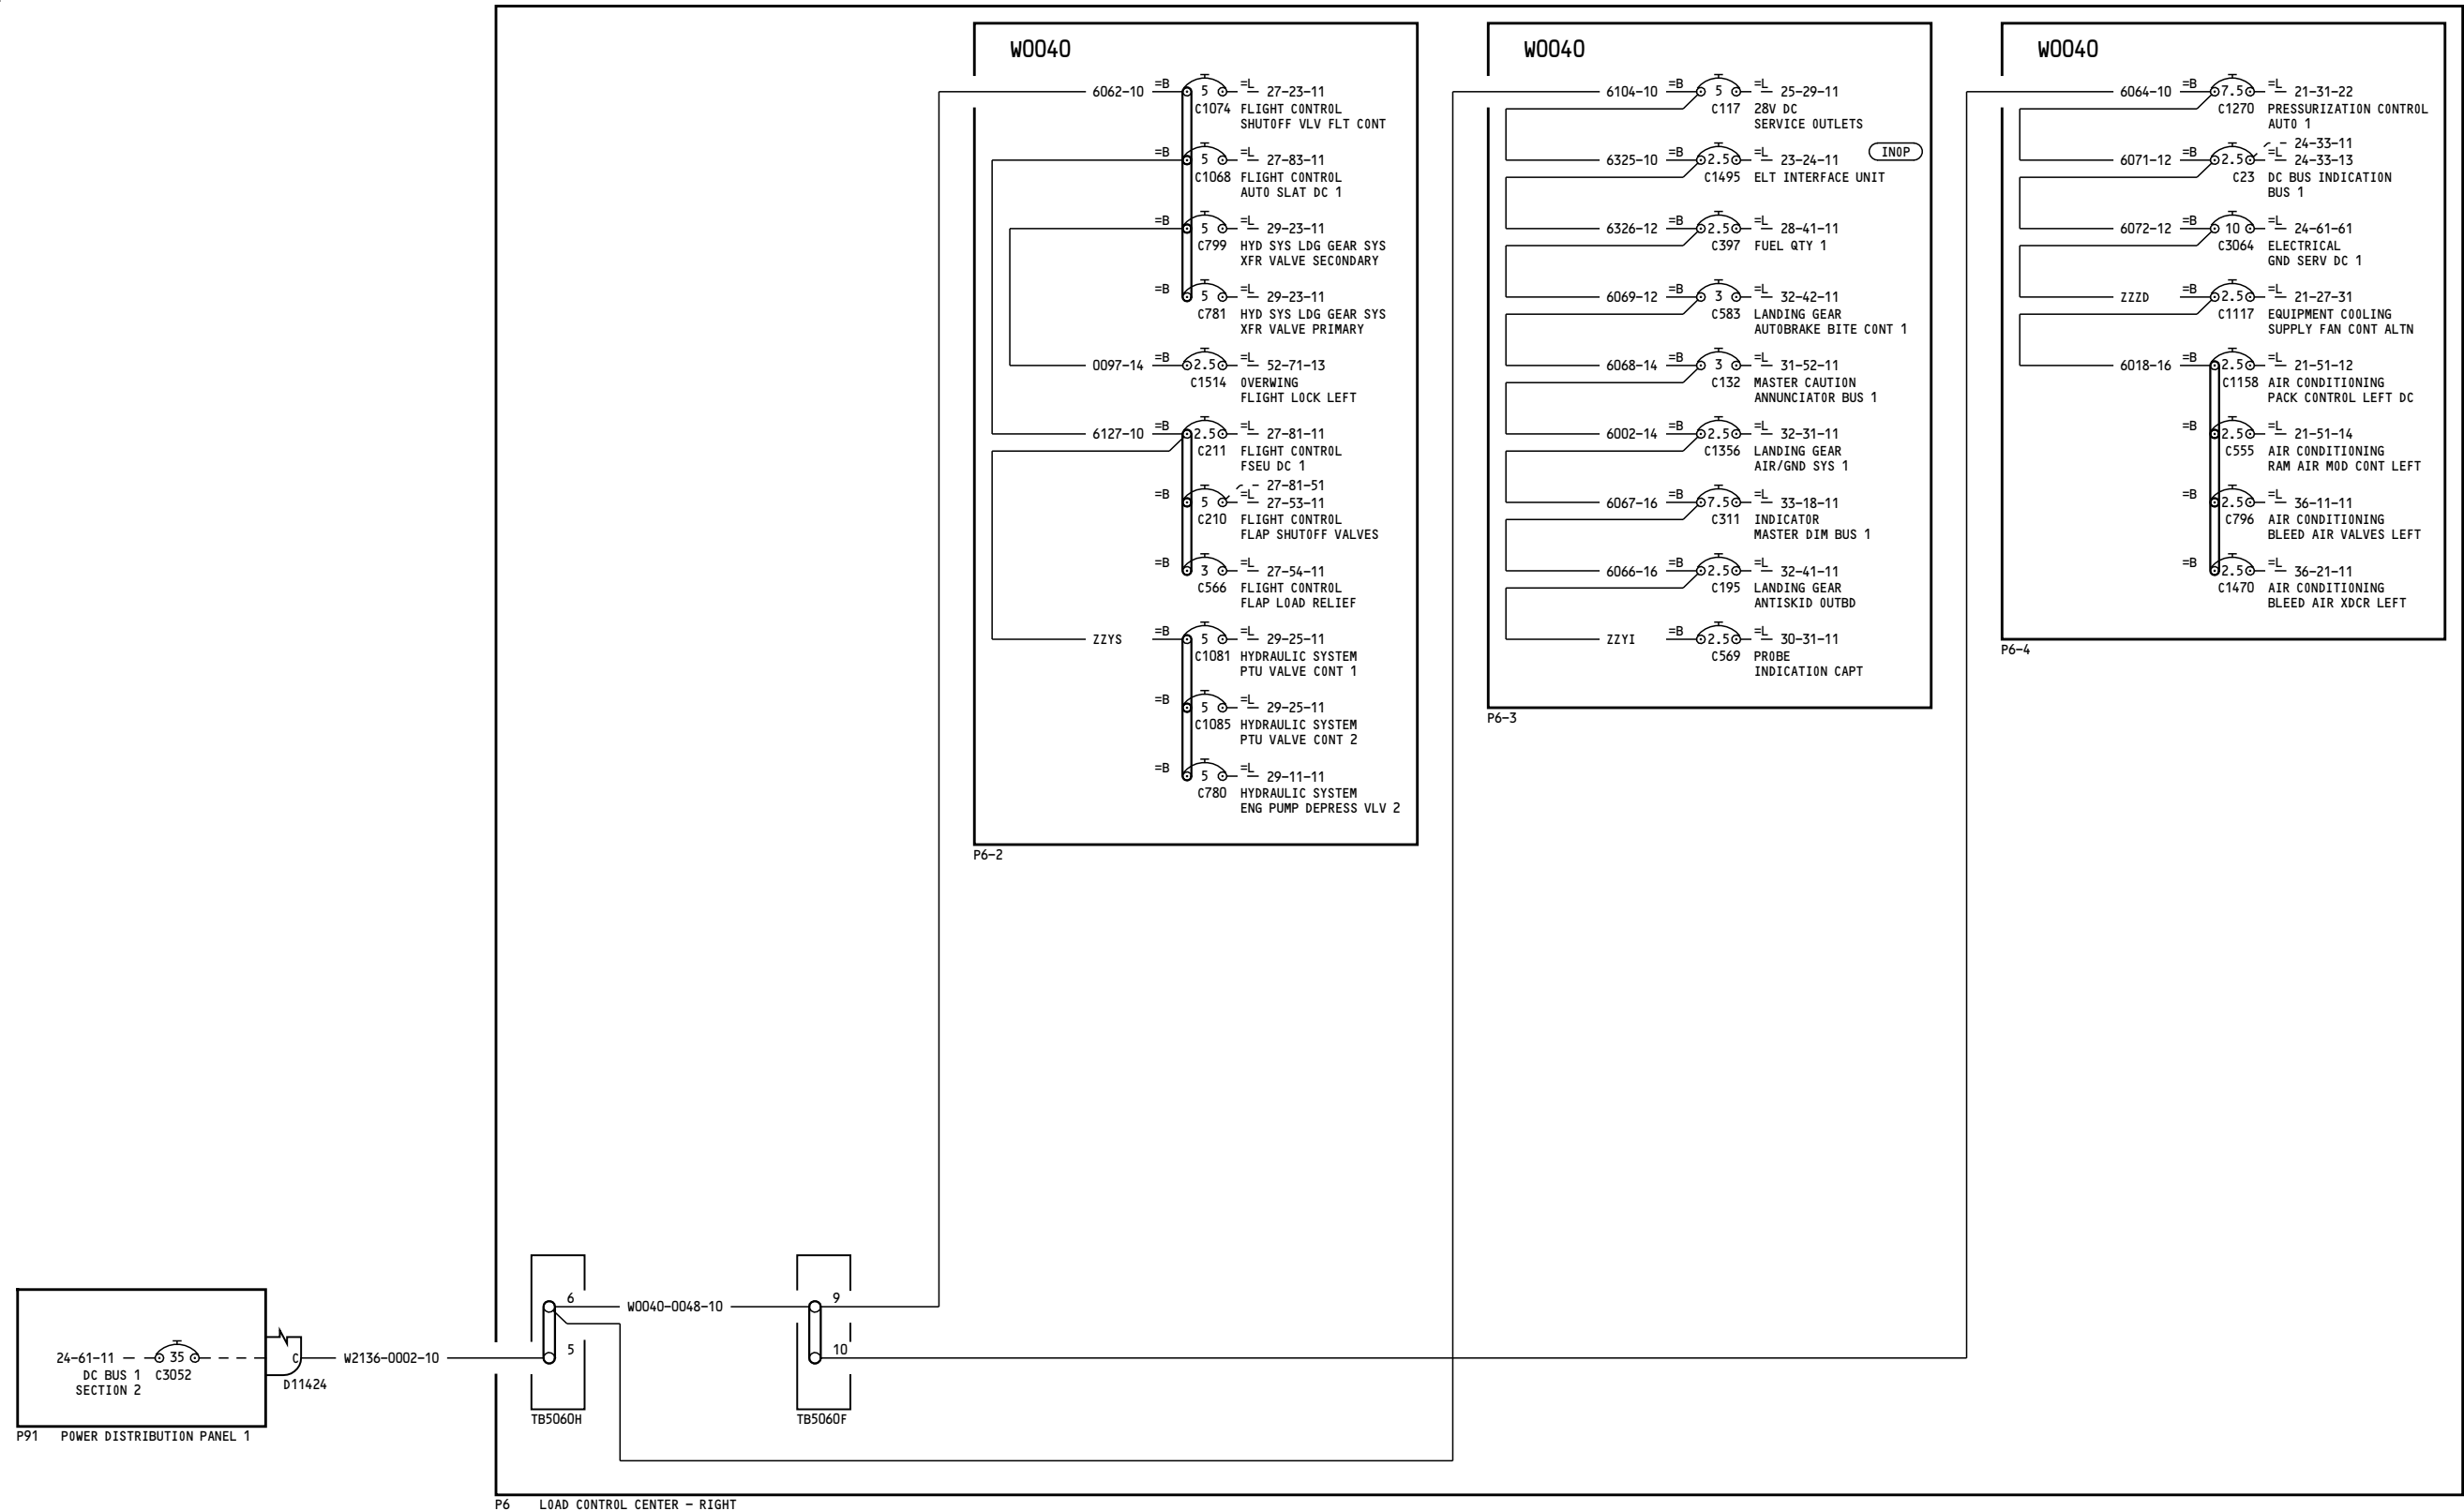 W0040
6062-10 =B 5 =L 27-23-11
C1074 FLIGHT CONTROL
SHUTOFF VLV FLT CONT
=B 5 =L 27-83-11
C1068 FLIGHT CONTROL
AUTO SLAT DC 1
=B 5 =L 29-23-11
C799 HYD SYS LDG GEAR SYS
XFR VALVE SECONDARY
=B 5 =L 29-23-11
C781 HYD SYS LDG GEAR SYS
XFR VALVE PRIMARY
0097-14 =B 2.5 =L 52-71-13
C1514 OVERWING
FLIGHT LOCK LEFT
6127-10 =B 2.5 =L 27-81-11
C211 FLIGHT CONTROL
FSEU DC 1
27-81-51
=B 5 =L 27-53-11
C210 FLIGHT CONTROL
FLAP SHUTOFF VALVES
=B 3 =L 27-54-11
C566 FLIGHT CONTROL
FLAP LOAD RELIEF
ZZYS =B 5 =L 29-25-11
C1081 HYDRAULIC SYSTEM
PTU VALVE CONT 1
=B 5 =L 29-25-11
C1085 HYDRAULIC SYSTEM
PTU VALVE CONT 2
=B 5 =L 29-11-11
C780 HYDRAULIC SYSTEM
ENG PUMP DEPRESS VLV 2
P6-2
W0040
6104-10 =B 5 =L 25-29-11
C117 28V DC
SERVICE OUTLETS
INOP
6325-10 =B 2.5 =L 23-24-11
C1495 ELT INTERFACE UNIT
6326-12 =B 2.5 =L 28-41-11
C397 FUEL QTY 1
6069-12 =B 3 =L 32-42-11
C583 LANDING GEAR
AUTOBRAKE BITE CONT 1
6068-14 =B 3 =L 31-52-11
C132 MASTER CAUTION
ANNUNCIATOR BUS 1
6002-14 =B 2.5 =L 32-31-11
C1356 LANDING GEAR
AIR/GND SYS 1
6067-16 =B 7.5 =L 33-18-11
C311 INDICATOR
MASTER DIM BUS 1
6066-16 =B 2.5 =L 32-41-11
C195 LANDING GEAR
ANTISKID OUTBD
ZZYI =B 2.5 =L 30-31-11
C569 PROBE
INDICATION CAPT
P6-3
W0040
6064-10 =B 7.5 =L 21-31-22
C1270 PRESSURIZATION CONTROL
AUTO 1
24-33-11
6071-12 =B 2.5 =L 24-33-13
C23 DC BUS INDICATION
BUS 1
6072-12 =B 10 =L 24-61-61
C3064 ELECTRICAL
GND SERV DC 1
ZZZD =B 2.5 =L 21-27-31
C1117 EQUIPMENT COOLING
SUPPLY FAN CONT ALTN
6018-16 =B 2.5 =L 21-51-12
C1158 AIR CONDITIONING
PACK CONTROL LEFT DC
=B 2.5 =L 21-51-14
C555 AIR CONDITIONING
RAM AIR MOD CONT LEFT
=B 2.5 =L 36-11-11
C796 AIR CONDITIONING
BLEED AIR VALVES LEFT
=B 2.5 =L 36-21-11
C1470 AIR CONDITIONING
BLEED AIR XDCR LEFT
P6-4
6 W0040-0048-10 9
5 10
TB5060H TB5060F
24-61-11 35 C W2136-0002-10
DC BUS 1 C3052
SECTION 2
D11424
P91 POWER DISTRIBUTION PANEL 1
P6 LOAD CONTROL CENTER - RIGHT